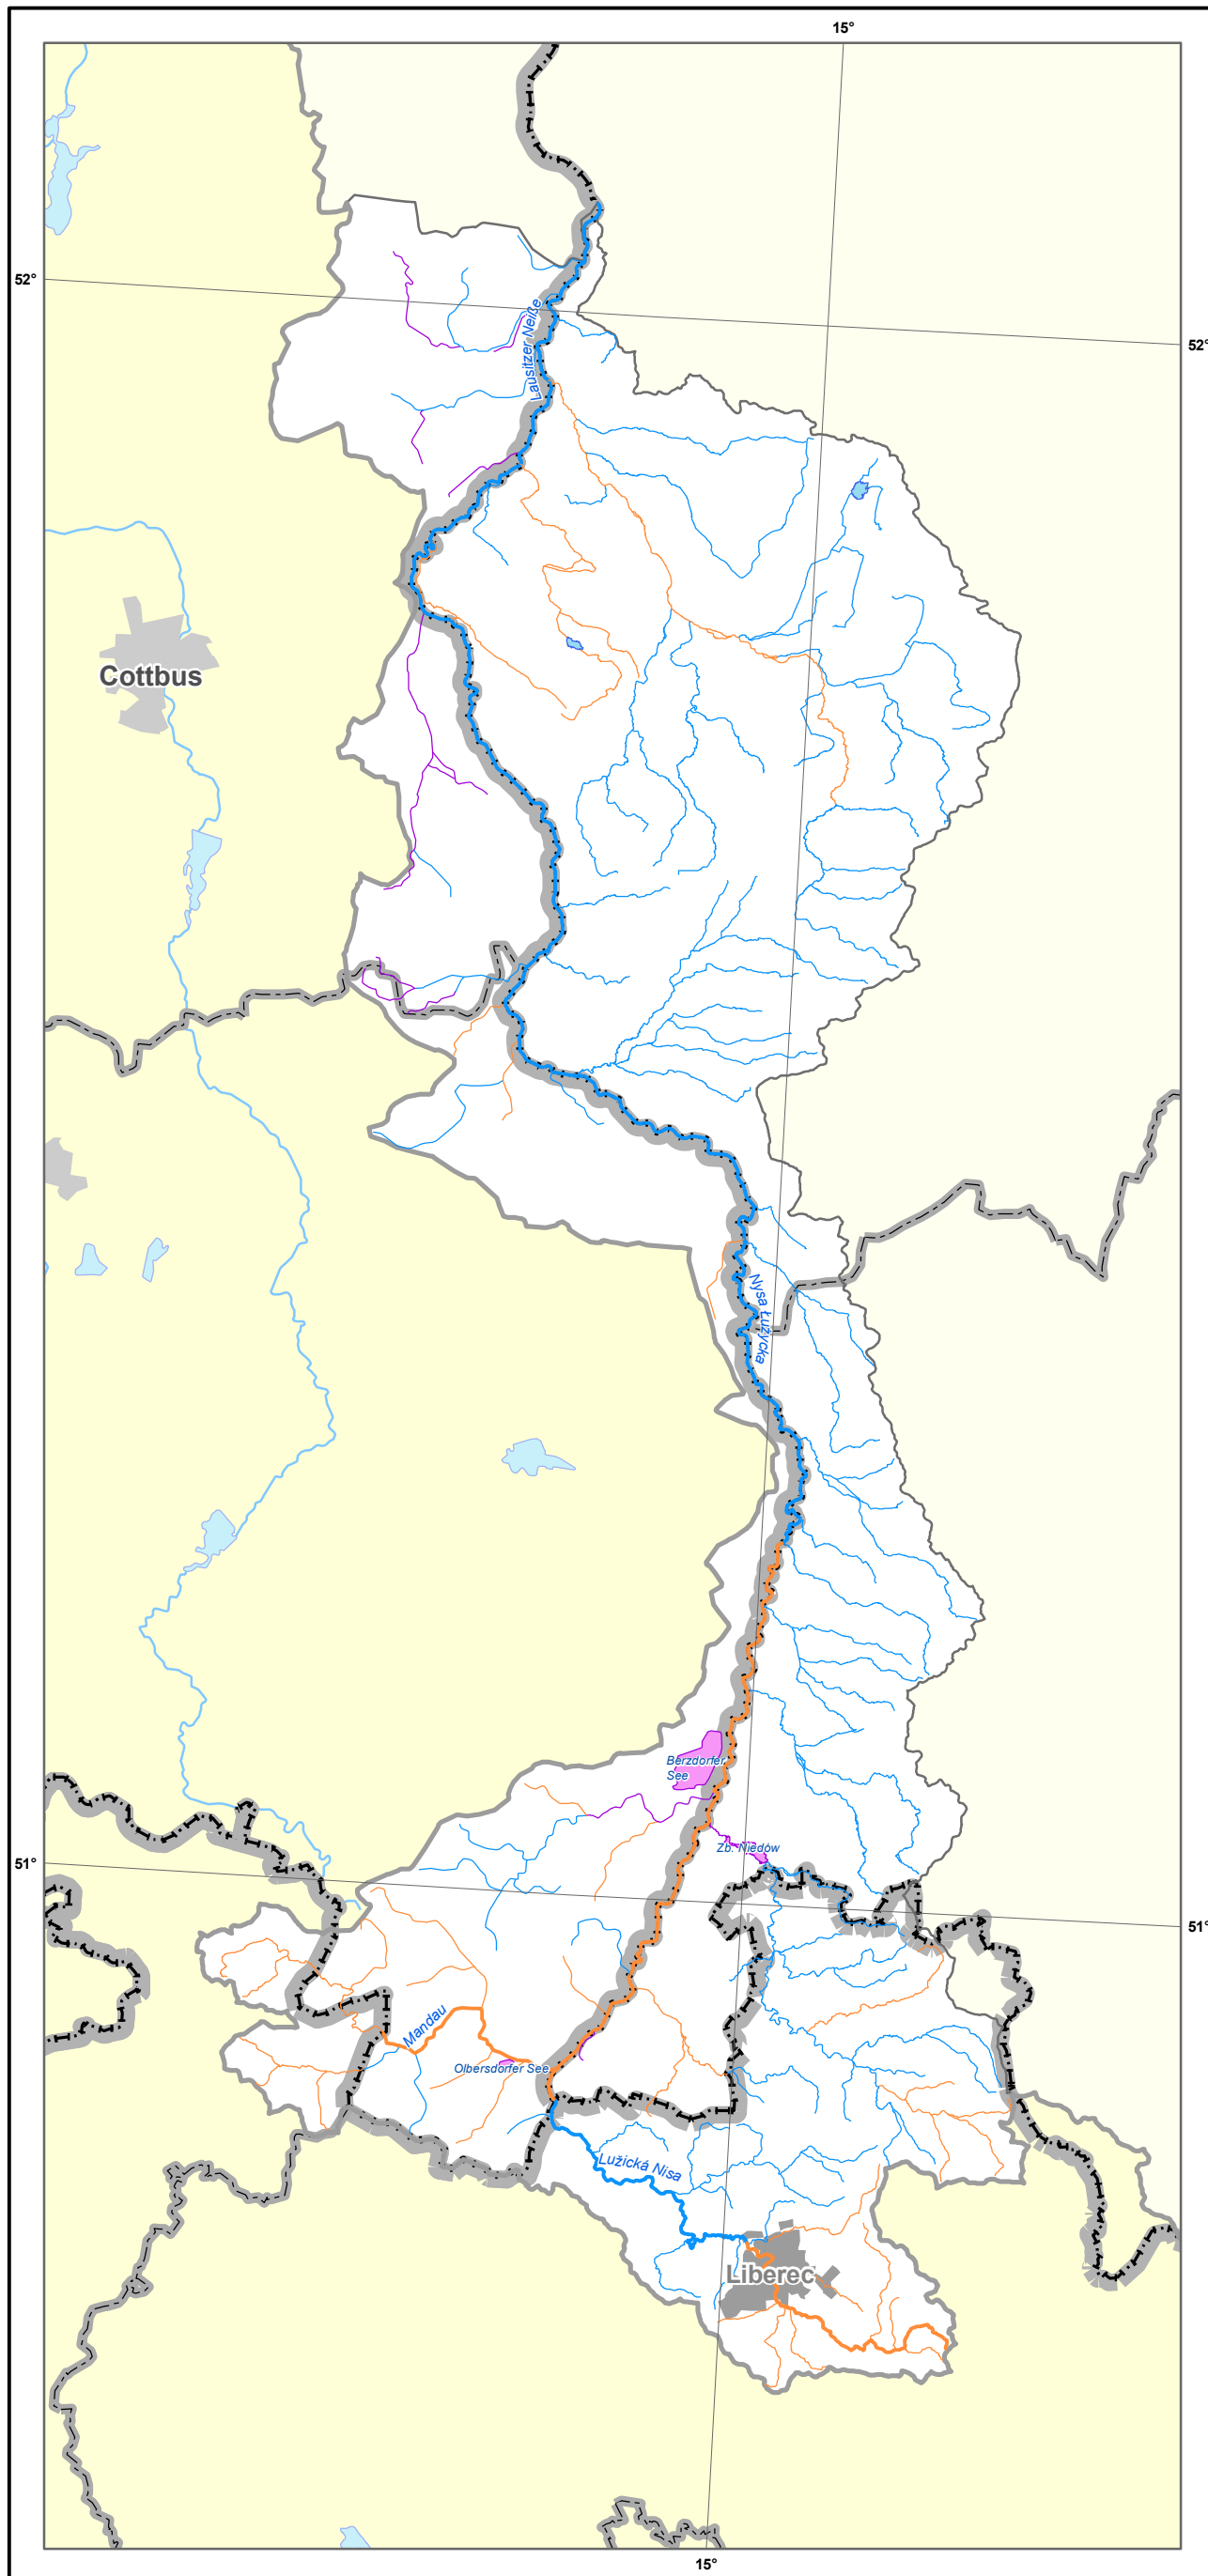 15°
52°
Lausitzer Neiße
52°
Cottbus
Nysa Łużycka
Berzdorfer
See
Zb. Niedów
51°
51°
Mandau
Olbersdorfer See
Lužická Nisa
Liberec
15°